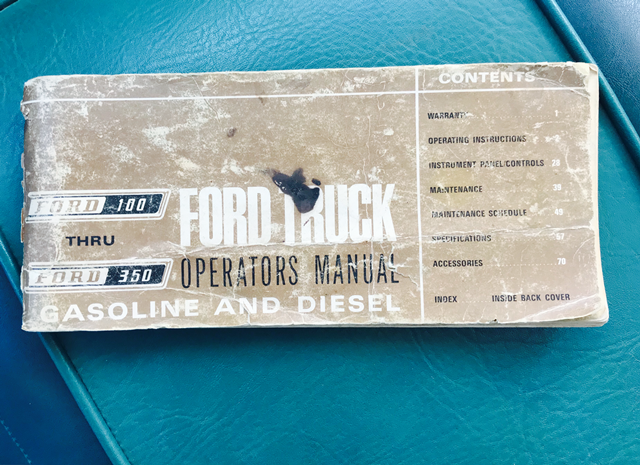 FORD 100
THRU
FORD 350
FORD TRUCK
OPERATORS MANUAL
GASOLINE AND DIESEL
CONTENTS
WARRANTY
OPERATING INSTRUCTIONS
INSTRUMENT PANEL/CONTROLS 28
MAINTENANCE 39
MAINTENANCE SCHEDULE 49
SPECIFICATIONS 57
ACCESSORIES 70
INDEX INSIDE BACK COVER